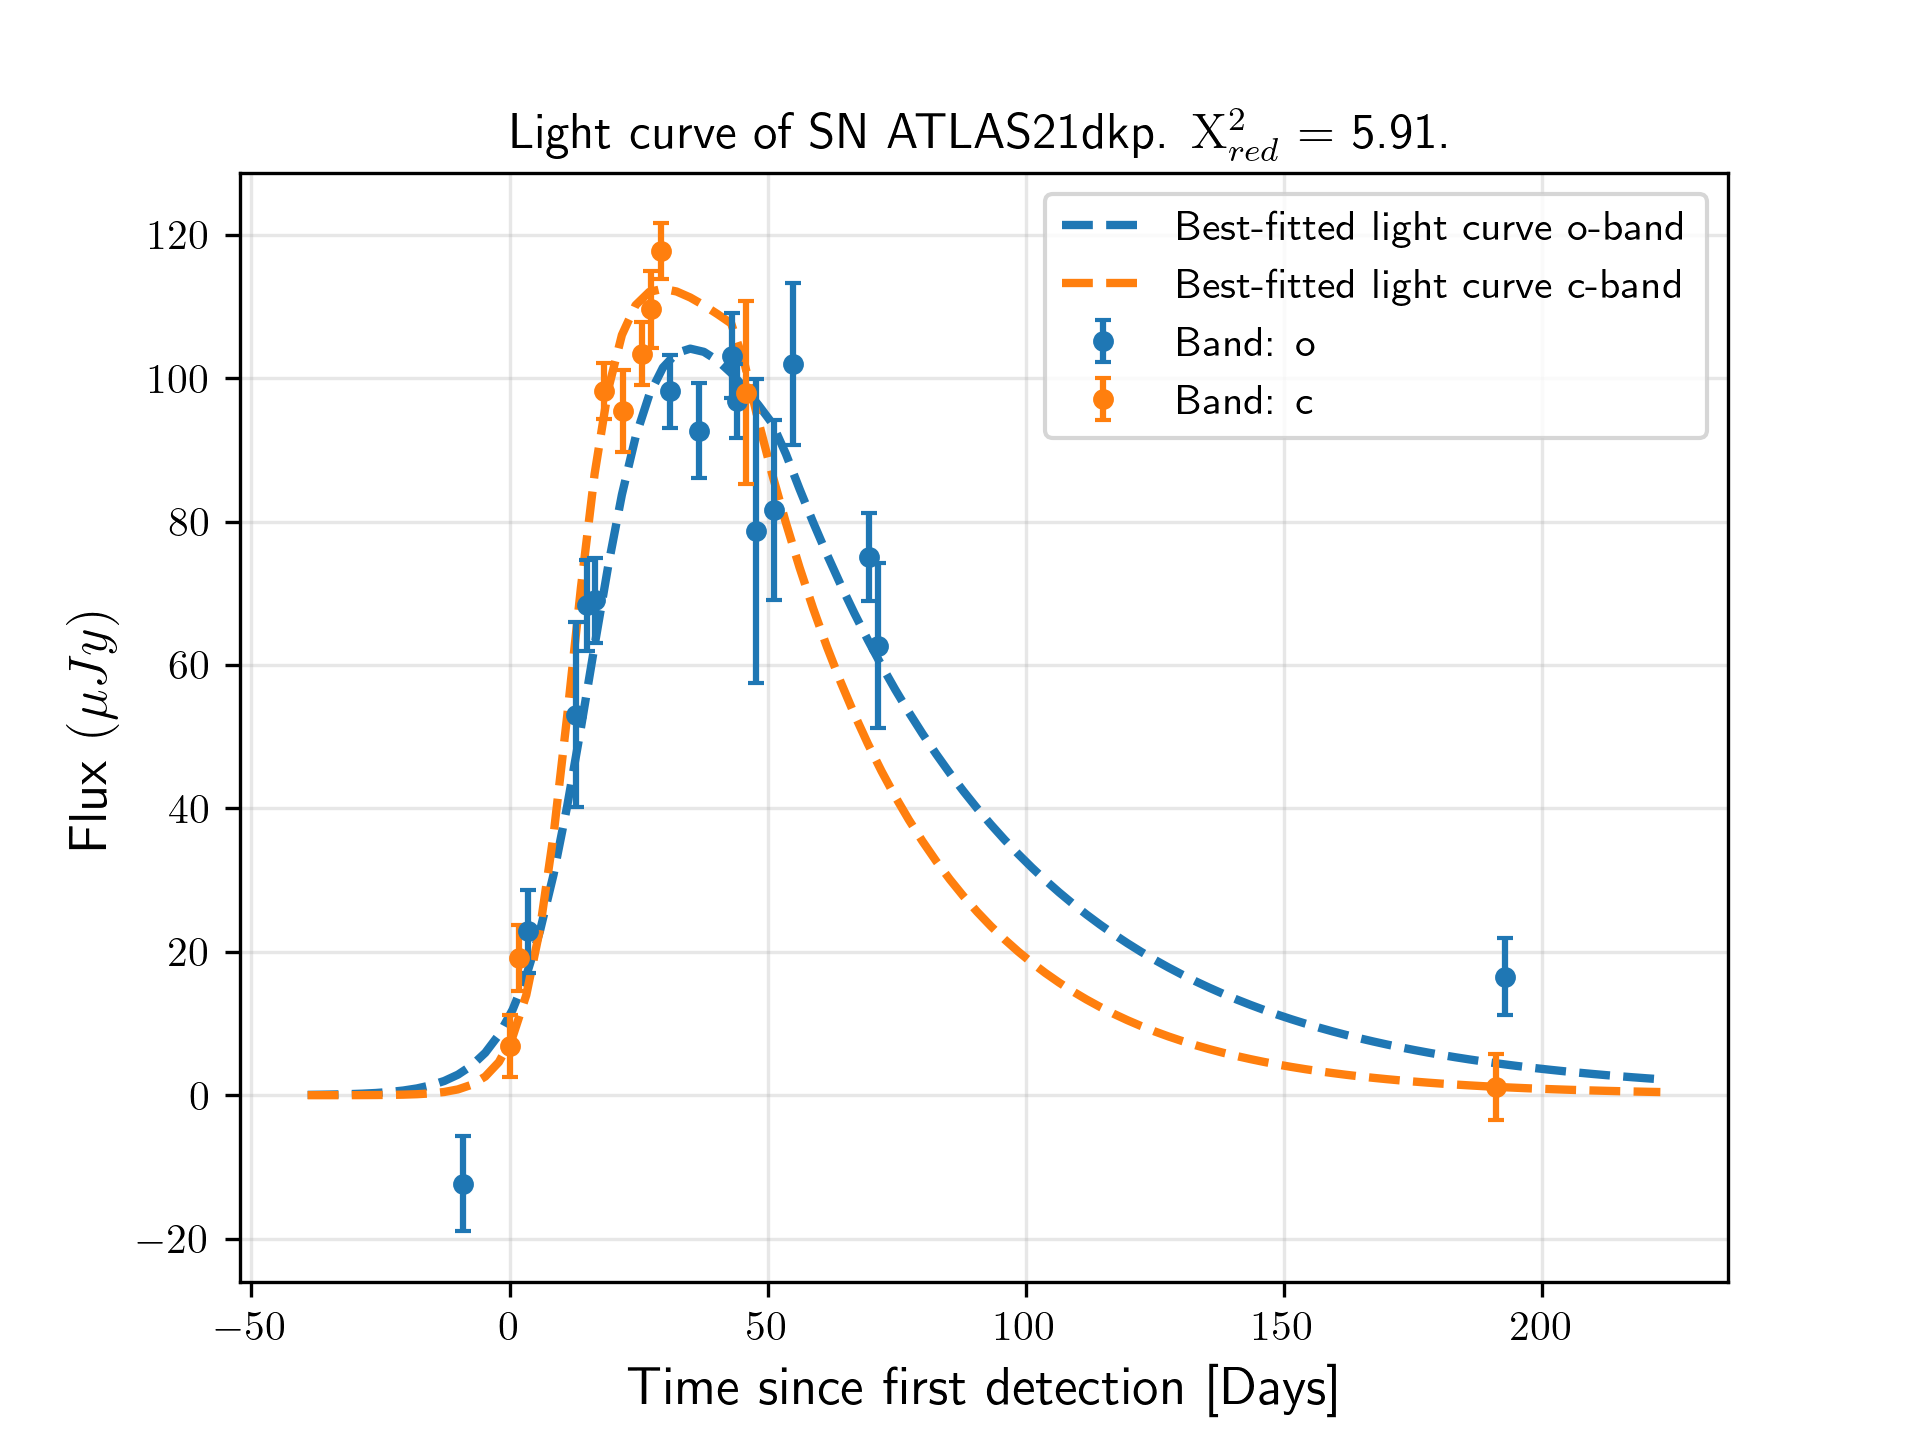 Light curve of SN ATLAS21dkp. Χ²_red = 5.91.
Best-fitted light curve o-band
Best-fitted light curve c-band
Band: o
Band: c
Flux (μJy)
120
100
80
60
40
20
0
−20
−50
0
50
100
150
200
Time since first detection [Days]